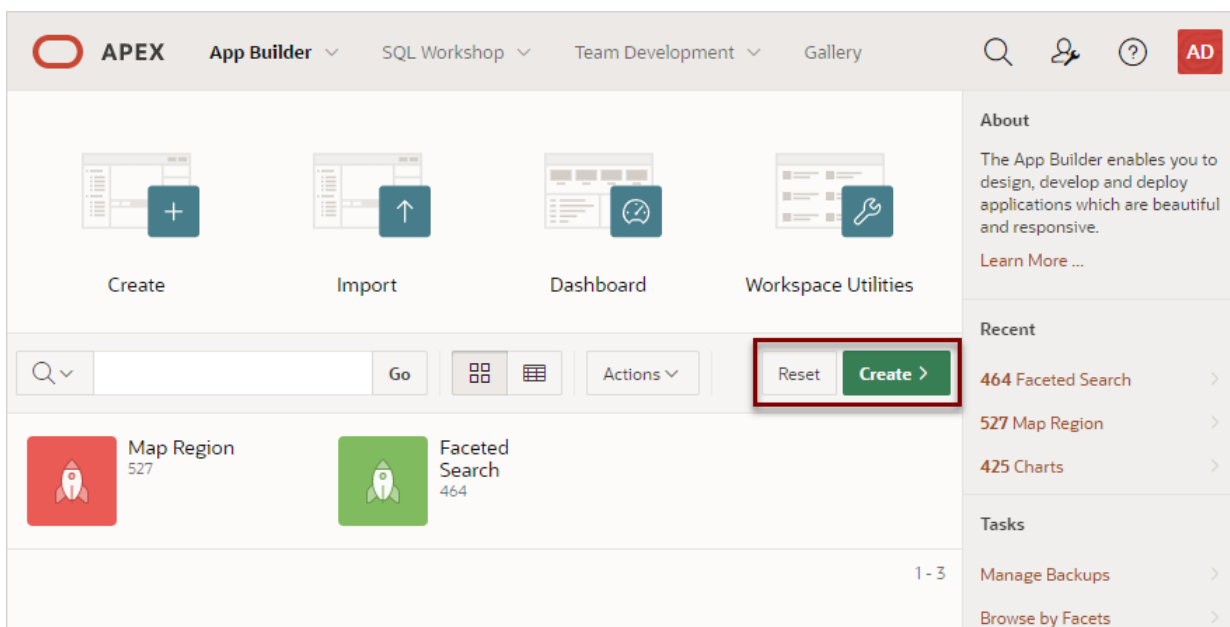 APEX App Builder SQL Workshop Team Development Gallery AD
Create Import Dashboard Workspace Utilities
Go Actions Reset Create
Map Region
527
Faceted
Search
464
1 - 3
About
The App Builder enables you to
design, develop and deploy
applications which are beautiful
and responsive.
Learn More ...
Recent
464 Faceted Search
527 Map Region
425 Charts
Tasks
Manage Backups
Browse by Facets